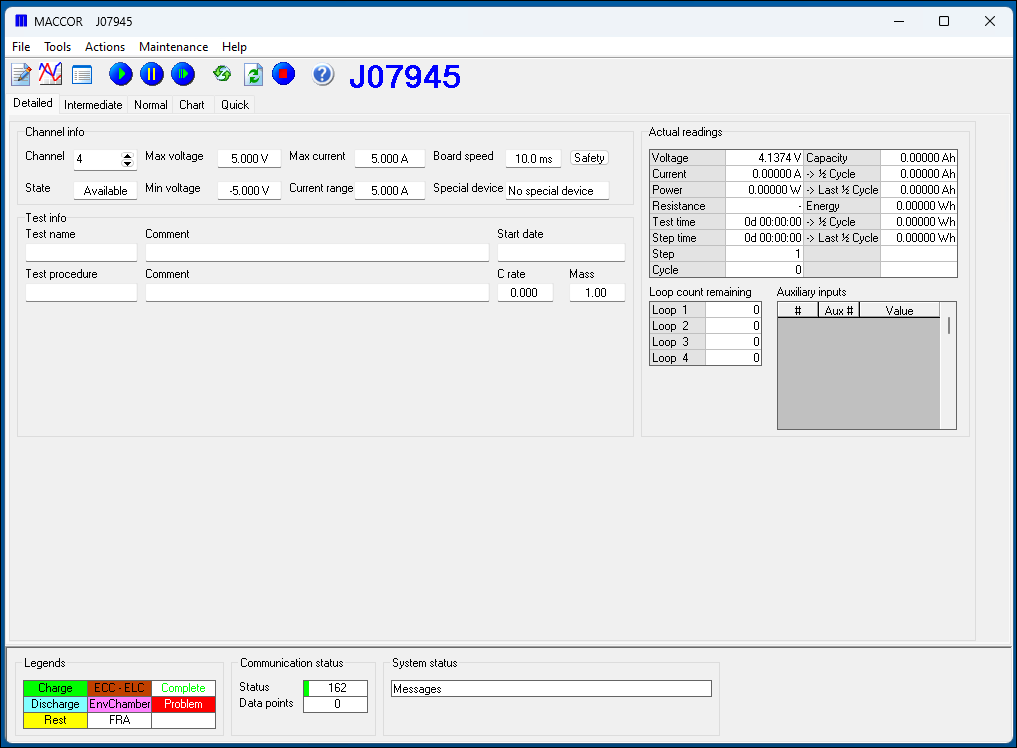 MACCOR J07945
File Tools Actions Maintenance Help
J07945
Detailed Intermediate Normal Chart Quick
Channel info
Channel 4 Max voltage 5.000 V Max current 5.000 A Board speed 10.0 ms Safety
State Available Min voltage -5.000 V Current range 5.000 A Special device No special device
Test info
Test name Comment Start date
Test procedure Comment C rate Mass
0.000 1.00
Actual readings
Voltage 4.1374 V Capacity 0.00000 Ah
Current 0.00000 A -> ½ Cycle 0.00000 Ah
Power 0.00000 W -> Last ½ Cycle 0.00000 Ah
Resistance - Energy 0.00000 Wh
Test time 0d 00:00:00 -> ½ Cycle 0.00000 Wh
Step time 0d 00:00:00 -> Last ½ Cycle 0.00000 Wh
Step 1
Cycle 0
Loop count remaining
Loop 1 0
Loop 2 0
Loop 3 0
Loop 4 0
Auxiliary inputs
# Aux # Value
Legends
Charge ECC - ELC Complete
Discharge EnvChamber Problem
Rest FRA
Communication status
Status 162
Data points 0
System status
Messages